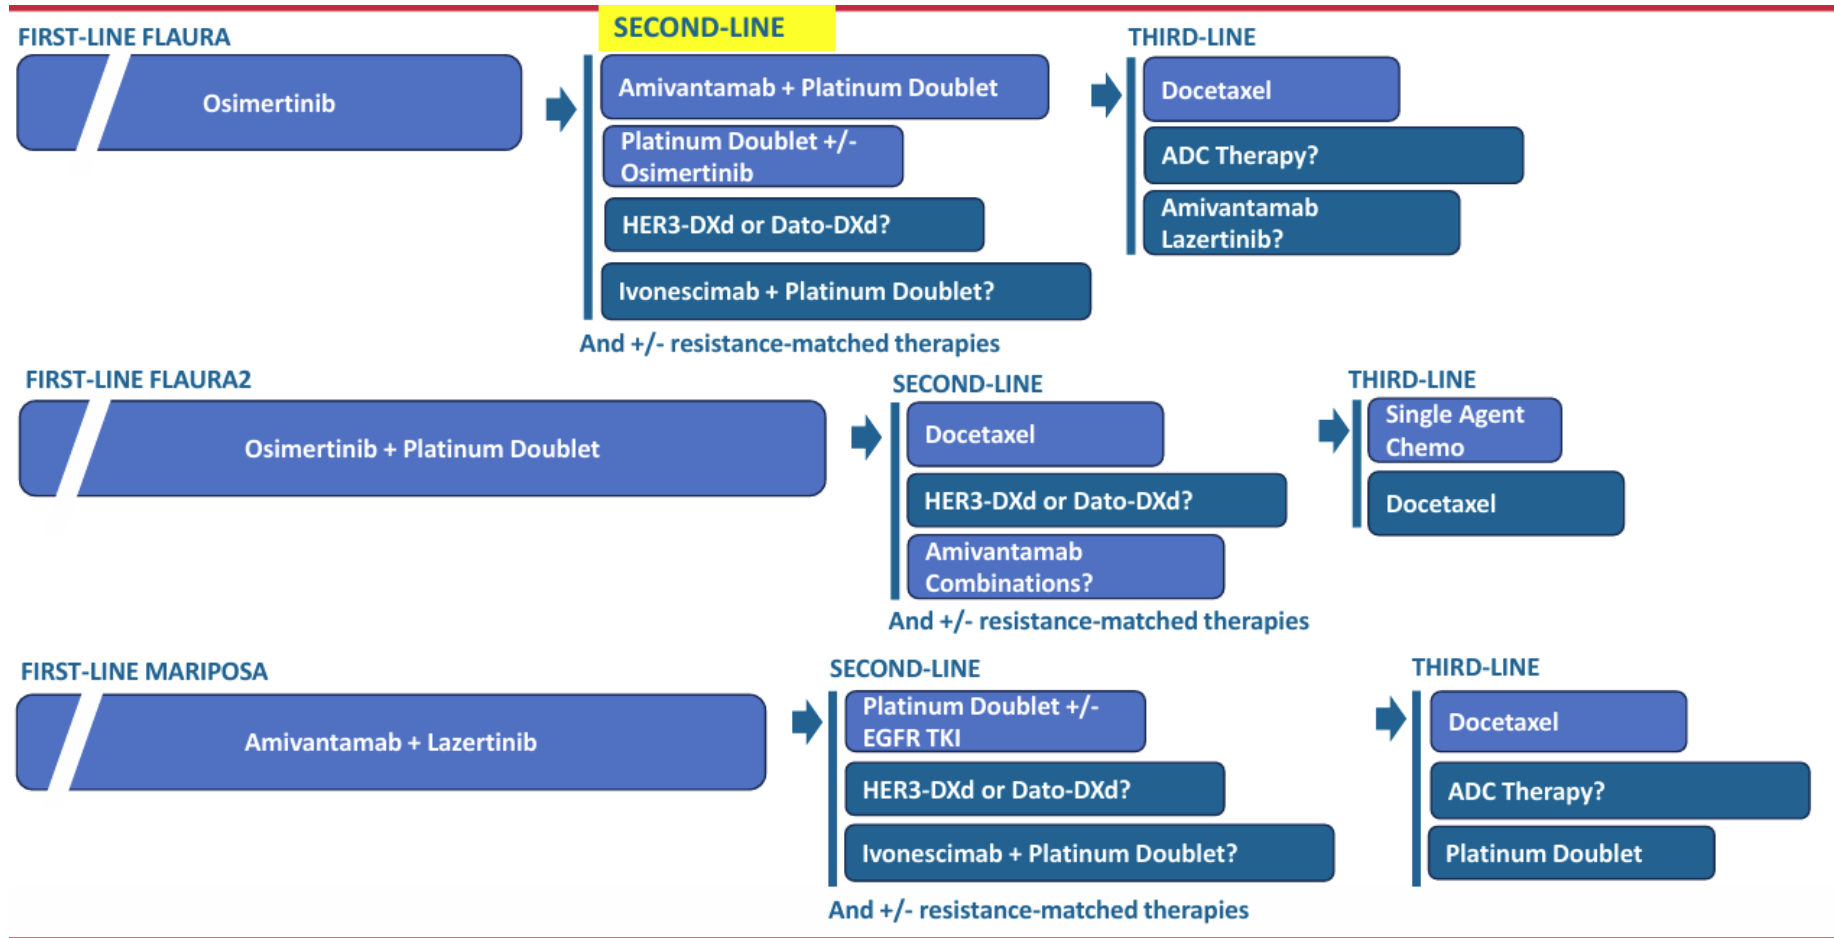 FIRST-LINE FLAURA
Osimertinib
SECOND-LINE
Amivantamab + Platinum Doublet
Platinum Doublet +/-
Osimertinib
HER3-DXd or Dato-DXd?
Ivonescimab + Platinum Doublet?
And +/- resistance-matched therapies
THIRD-LINE
Docetaxel
ADC Therapy?
Amivantamab
Lazertinib?
FIRST-LINE FLAURA2
Osimertinib + Platinum Doublet
SECOND-LINE
Docetaxel
HER3-DXd or Dato-DXd?
Amivantamab
Combinations?
And +/- resistance-matched therapies
THIRD-LINE
Single Agent
Chemo
Docetaxel
FIRST-LINE MARIPOSA
Amivantamab + Lazertinib
SECOND-LINE
Platinum Doublet +/-
EGFR TKI
HER3-DXd or Dato-DXd?
Ivonescimab + Platinum Doublet?
And +/- resistance-matched therapies
THIRD-LINE
Docetaxel
ADC Therapy?
Platinum Doublet